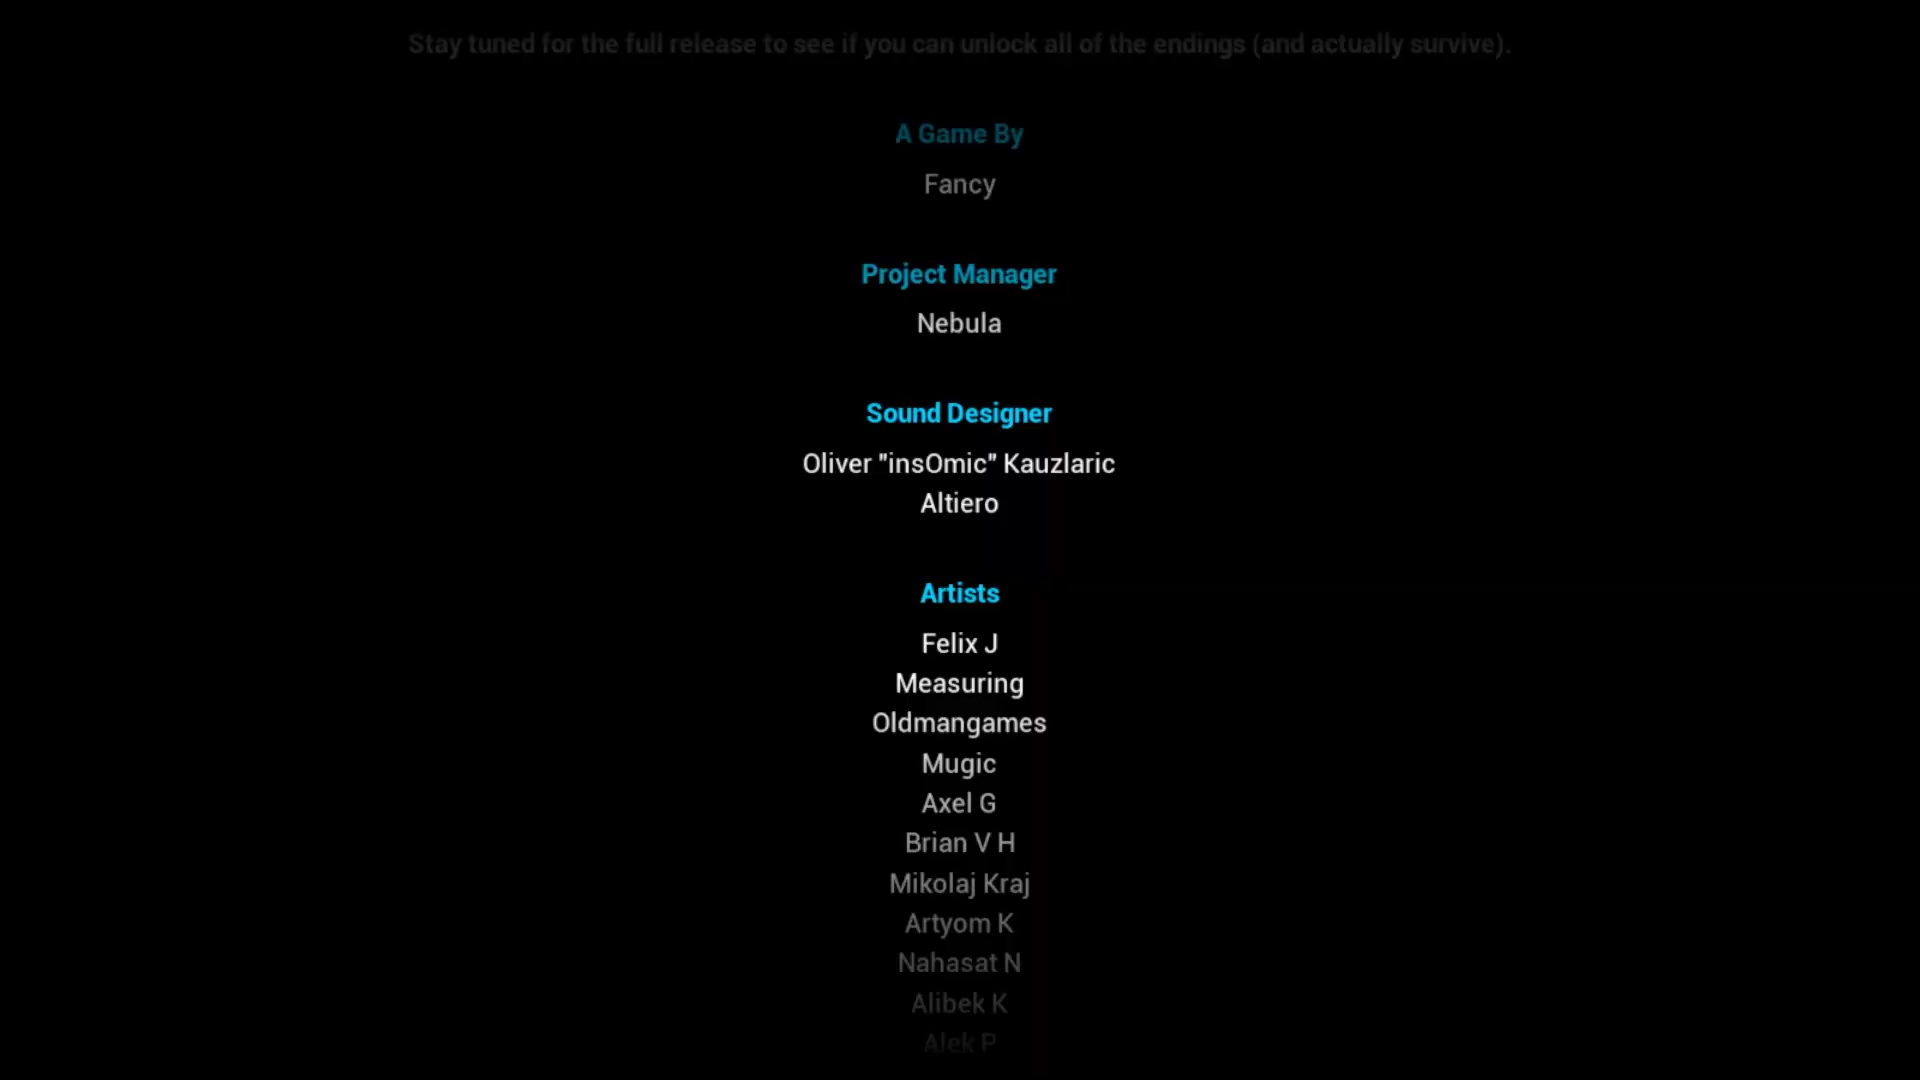 Stay tuned for the full release to see if you can unlock all of the endings (and actually survive).
A Game By
Fancy
Project Manager
Nebula
Sound Designer
Oliver "insOmic" Kauzlaric
Altiero
Artists
Felix J
Measuring
Oldmangames
Mugic
Axel G
Brian V H
Mikolaj Kraj
Artyom K
Nahasat N
Alibek K
Alek P